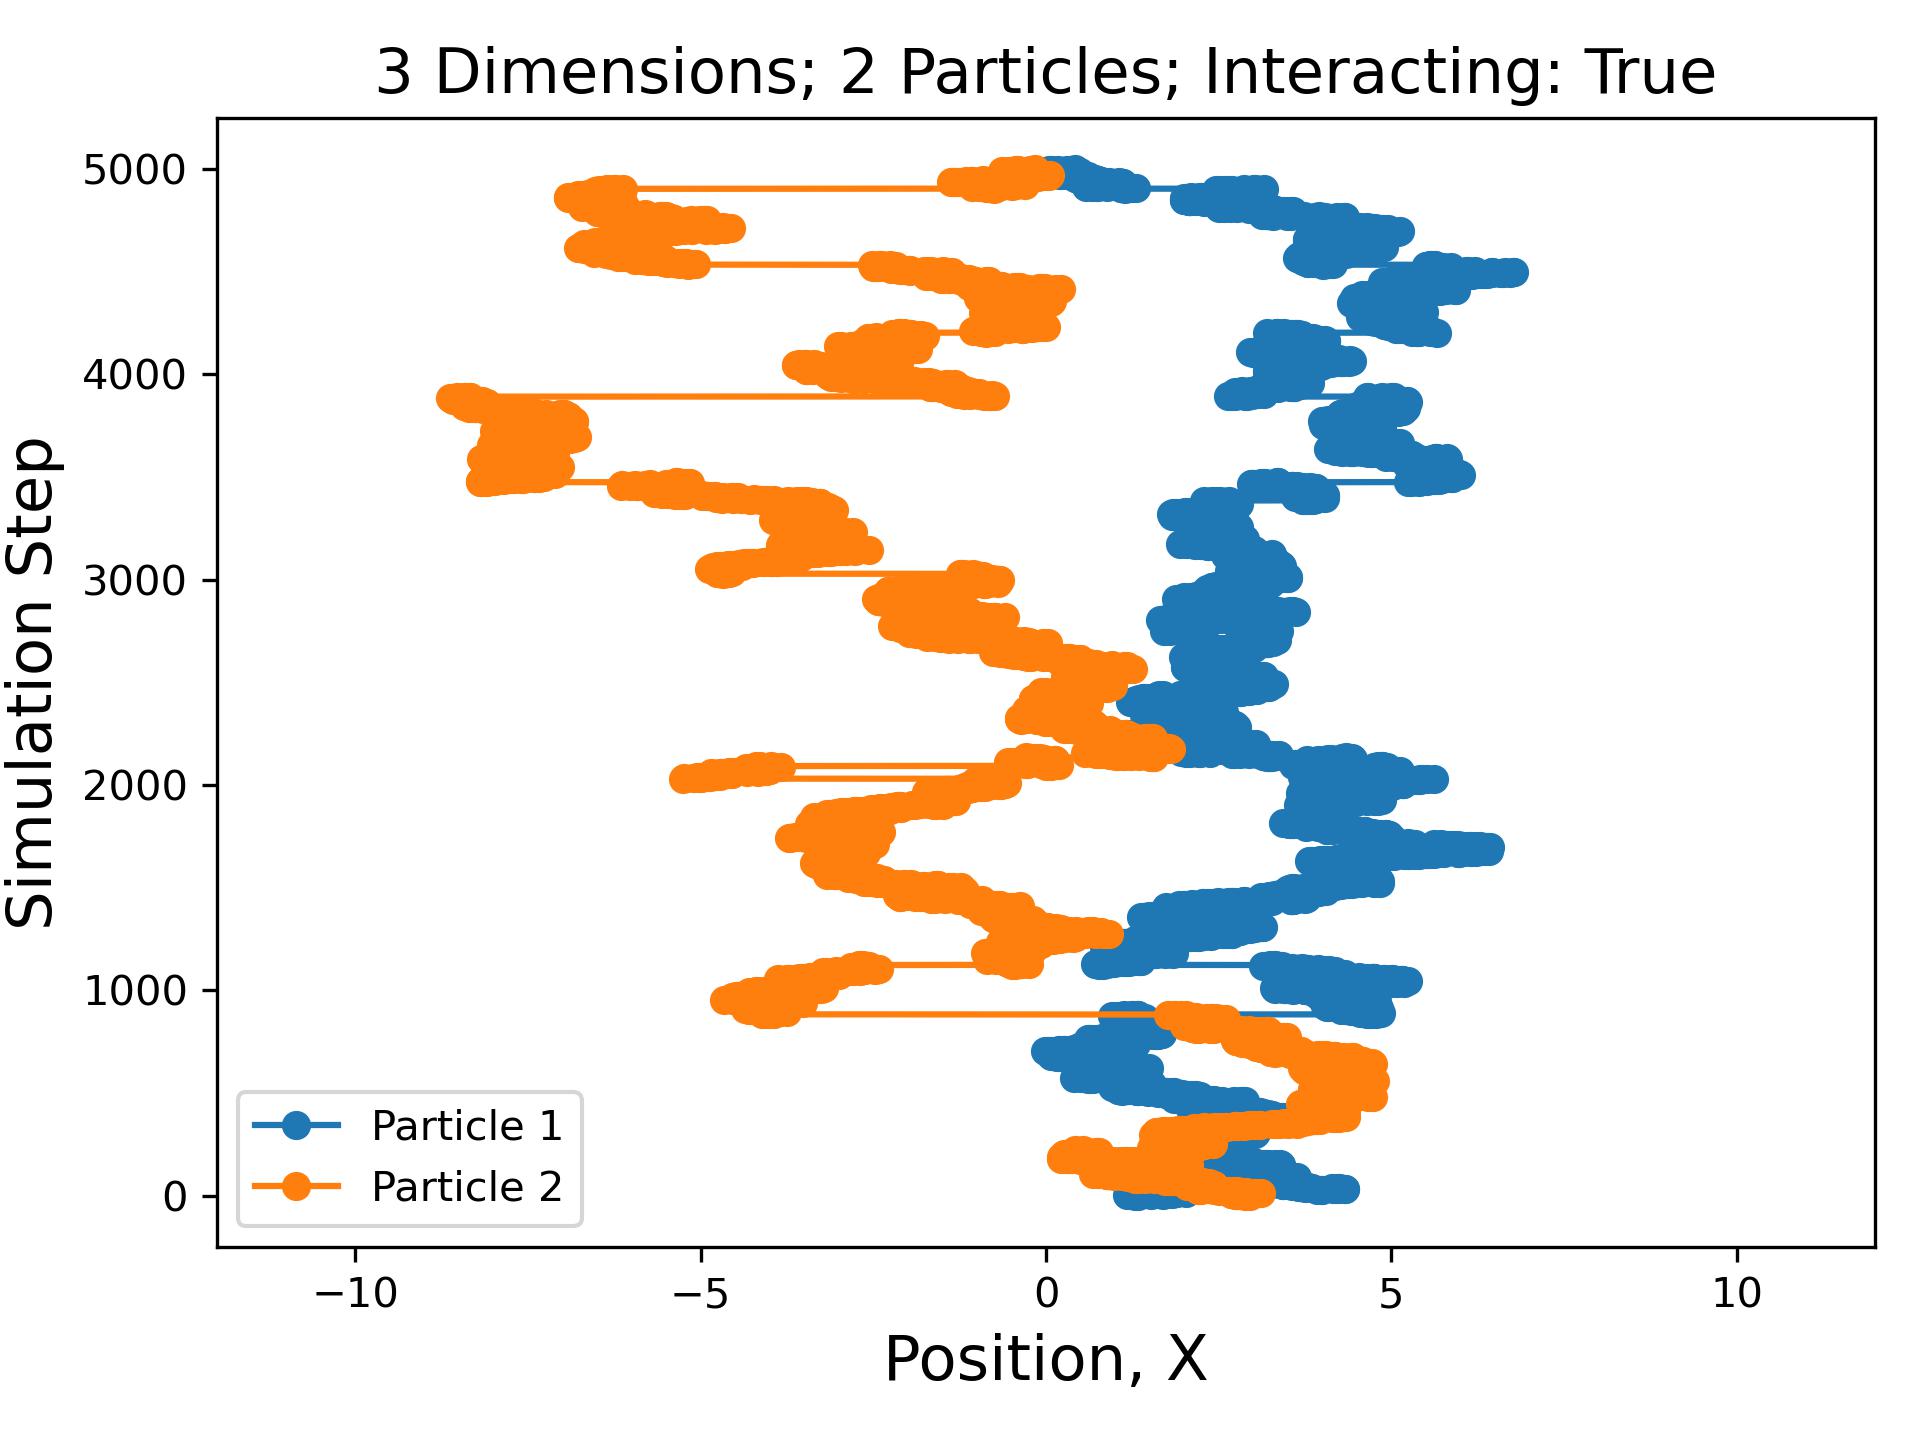 3 Dimensions; 2 Particles; Interacting: True
Simulation Step
5000
4000
3000
2000
1000
0
Particle 1
Particle 2
−10 −5 0 5 10
Position, X